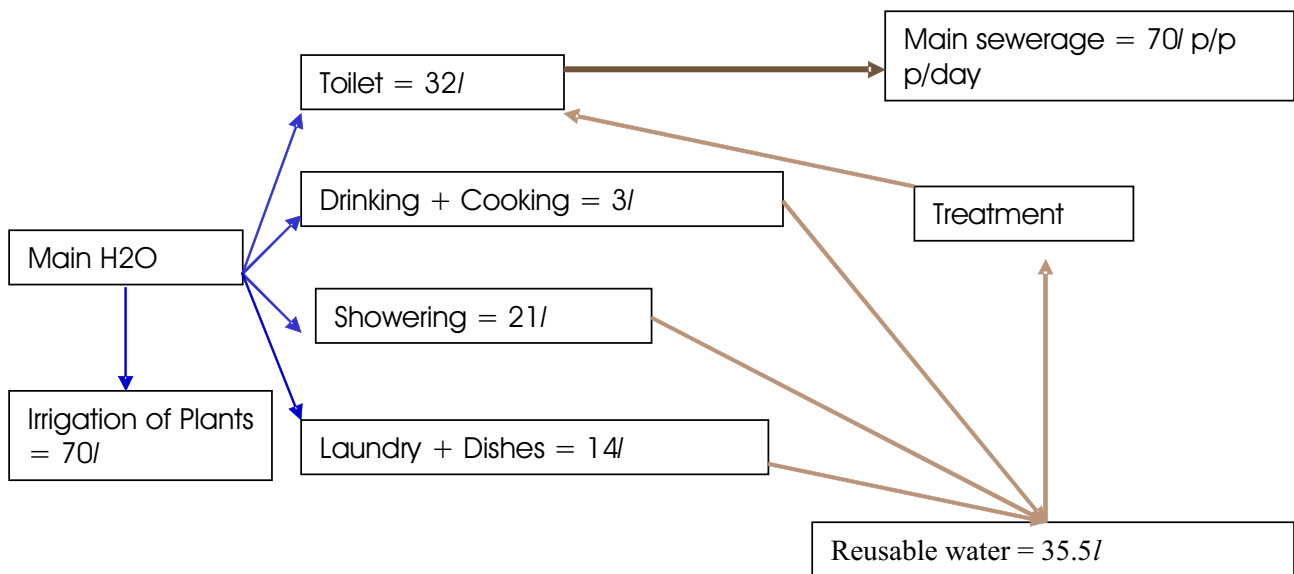 Main sewerage = 70l p/p
p/day
Toilet = 32l
Drinking + Cooking = 3l
Treatment
Main H2O
Showering = 21l
Irrigation of Plants
= 70l
Laundry + Dishes = 14l
Reusable water = 35.5l